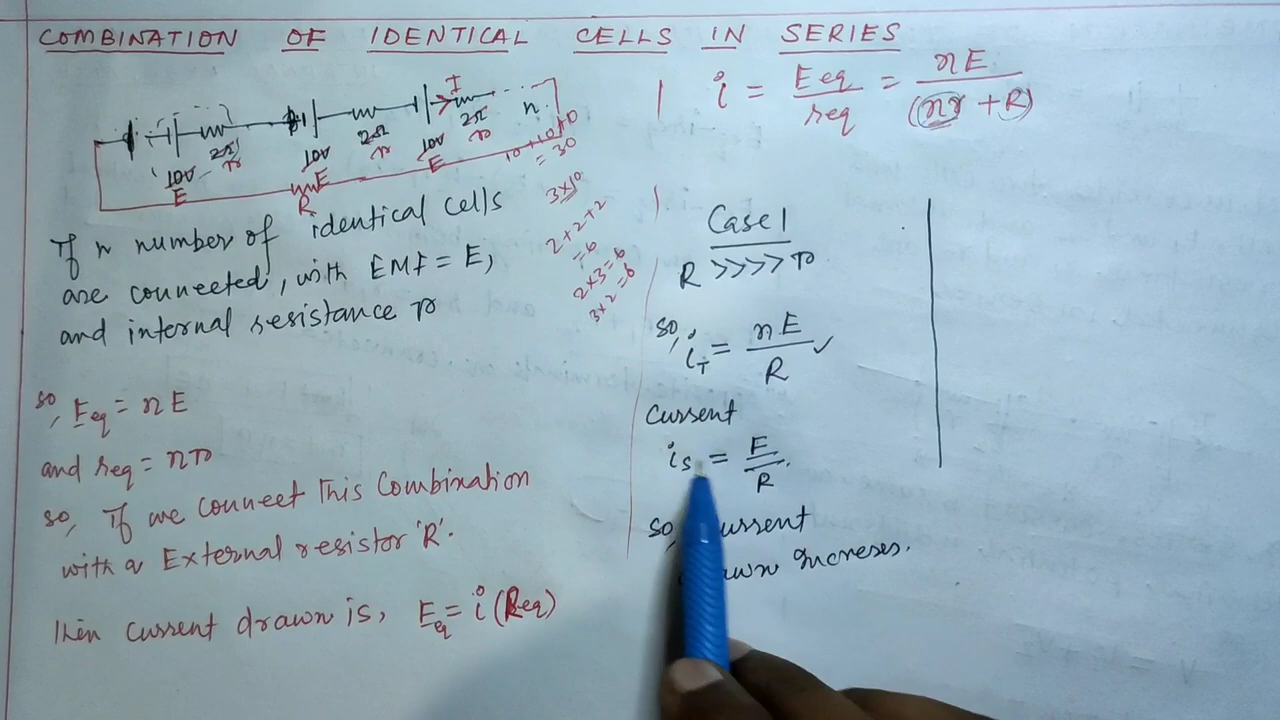 COMBINATION OF IDENTICAL CELLS IN SERIES
I
n
2Ω 2Ω 2Ω
r r r
10V 10V 10V
E E E
R
10+10+10
= 30
3×10
2+2+2
= 6
2×3=6
3×2=6
If n number of identical cells
are connected, with EMF = E,
and internal resistance r
so, Eeq = nE
and req = nr
so, If we connect This Combination
with a External resistor 'R'.
Then current drawn is, Eeq = i(Req)
i = Eeq/req = nE/(nr + R)
Case 1
R >>>> r
so, iT = nE/R ✓
Current
is = E/R.
so, current
Increses.